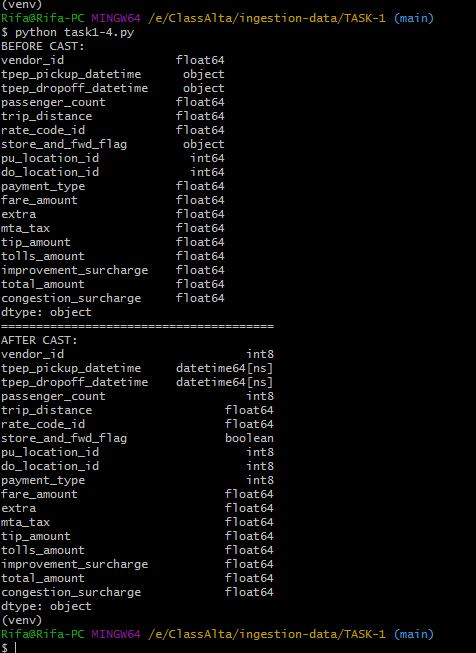 (venv)
Rifa@Rifa-PC MINGW64 /e/ClassAlta/ingestion-data/TASK-1 (main)
$ python task1-4.py
BEFORE CAST:
vendor_id                float64
tpep_pickup_datetime      object
tpep_dropoff_datetime     object
passenger_count          float64
trip_distance            float64
rate_code_id             float64
store_and_fwd_flag        object
pu_location_id             int64
do_location_id             int64
payment_type             float64
fare_amount              float64
extra                    float64
mta_tax                  float64
tip_amount               float64
tolls_amount             float64
improvement_surcharge    float64
total_amount             float64
congestion_surcharge     float64
dtype: object
=======================================
AFTER CAST:
vendor_id                          int8
tpep_pickup_datetime     datetime64[ns]
tpep_dropoff_datetime    datetime64[ns]
passenger_count                    int8
trip_distance                   float64
rate_code_id                    float64
store_and_fwd_flag              boolean
pu_location_id                     int8
do_location_id                     int8
payment_type                       int8
fare_amount                     float64
extra                           float64
mta_tax                         float64
tip_amount                      float64
tolls_amount                    float64
improvement_surcharge           float64
total_amount                    float64
congestion_surcharge            float64
dtype: object
(venv)
Rifa@Rifa-PC MINGW64 /e/ClassAlta/ingestion-data/TASK-1 (main)
$